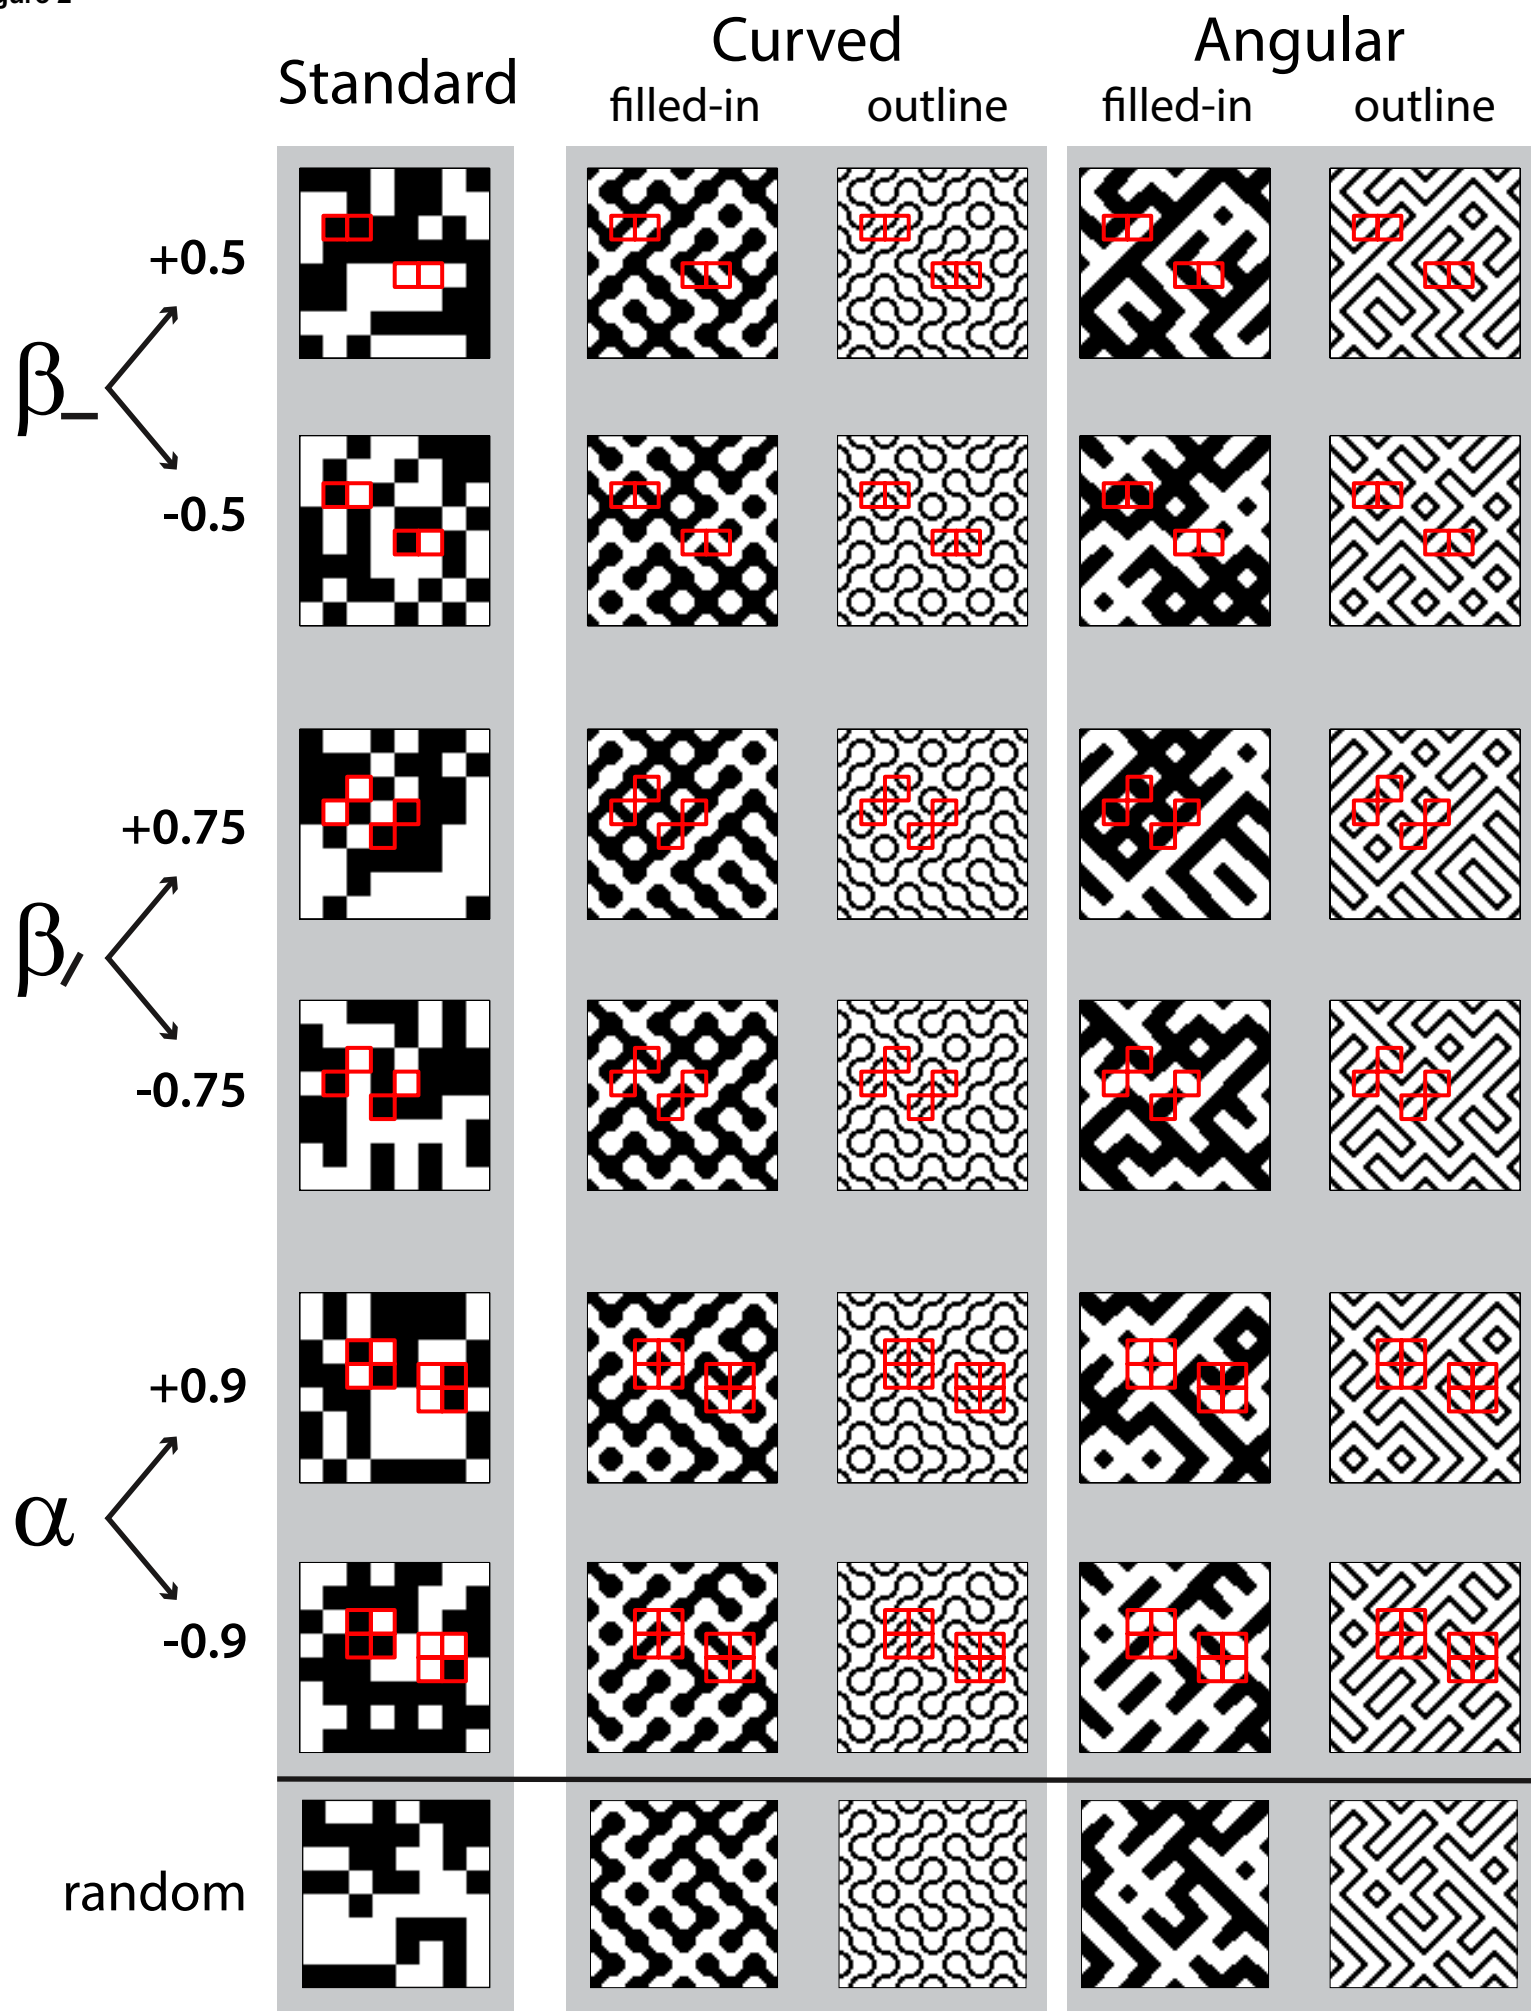 Curved
Angular
Standard
filled-in
outline
filled-in
outline
+0.5
β_
-0.5
+0.75
β/
-0.75
+0.9
α
-0.9
random